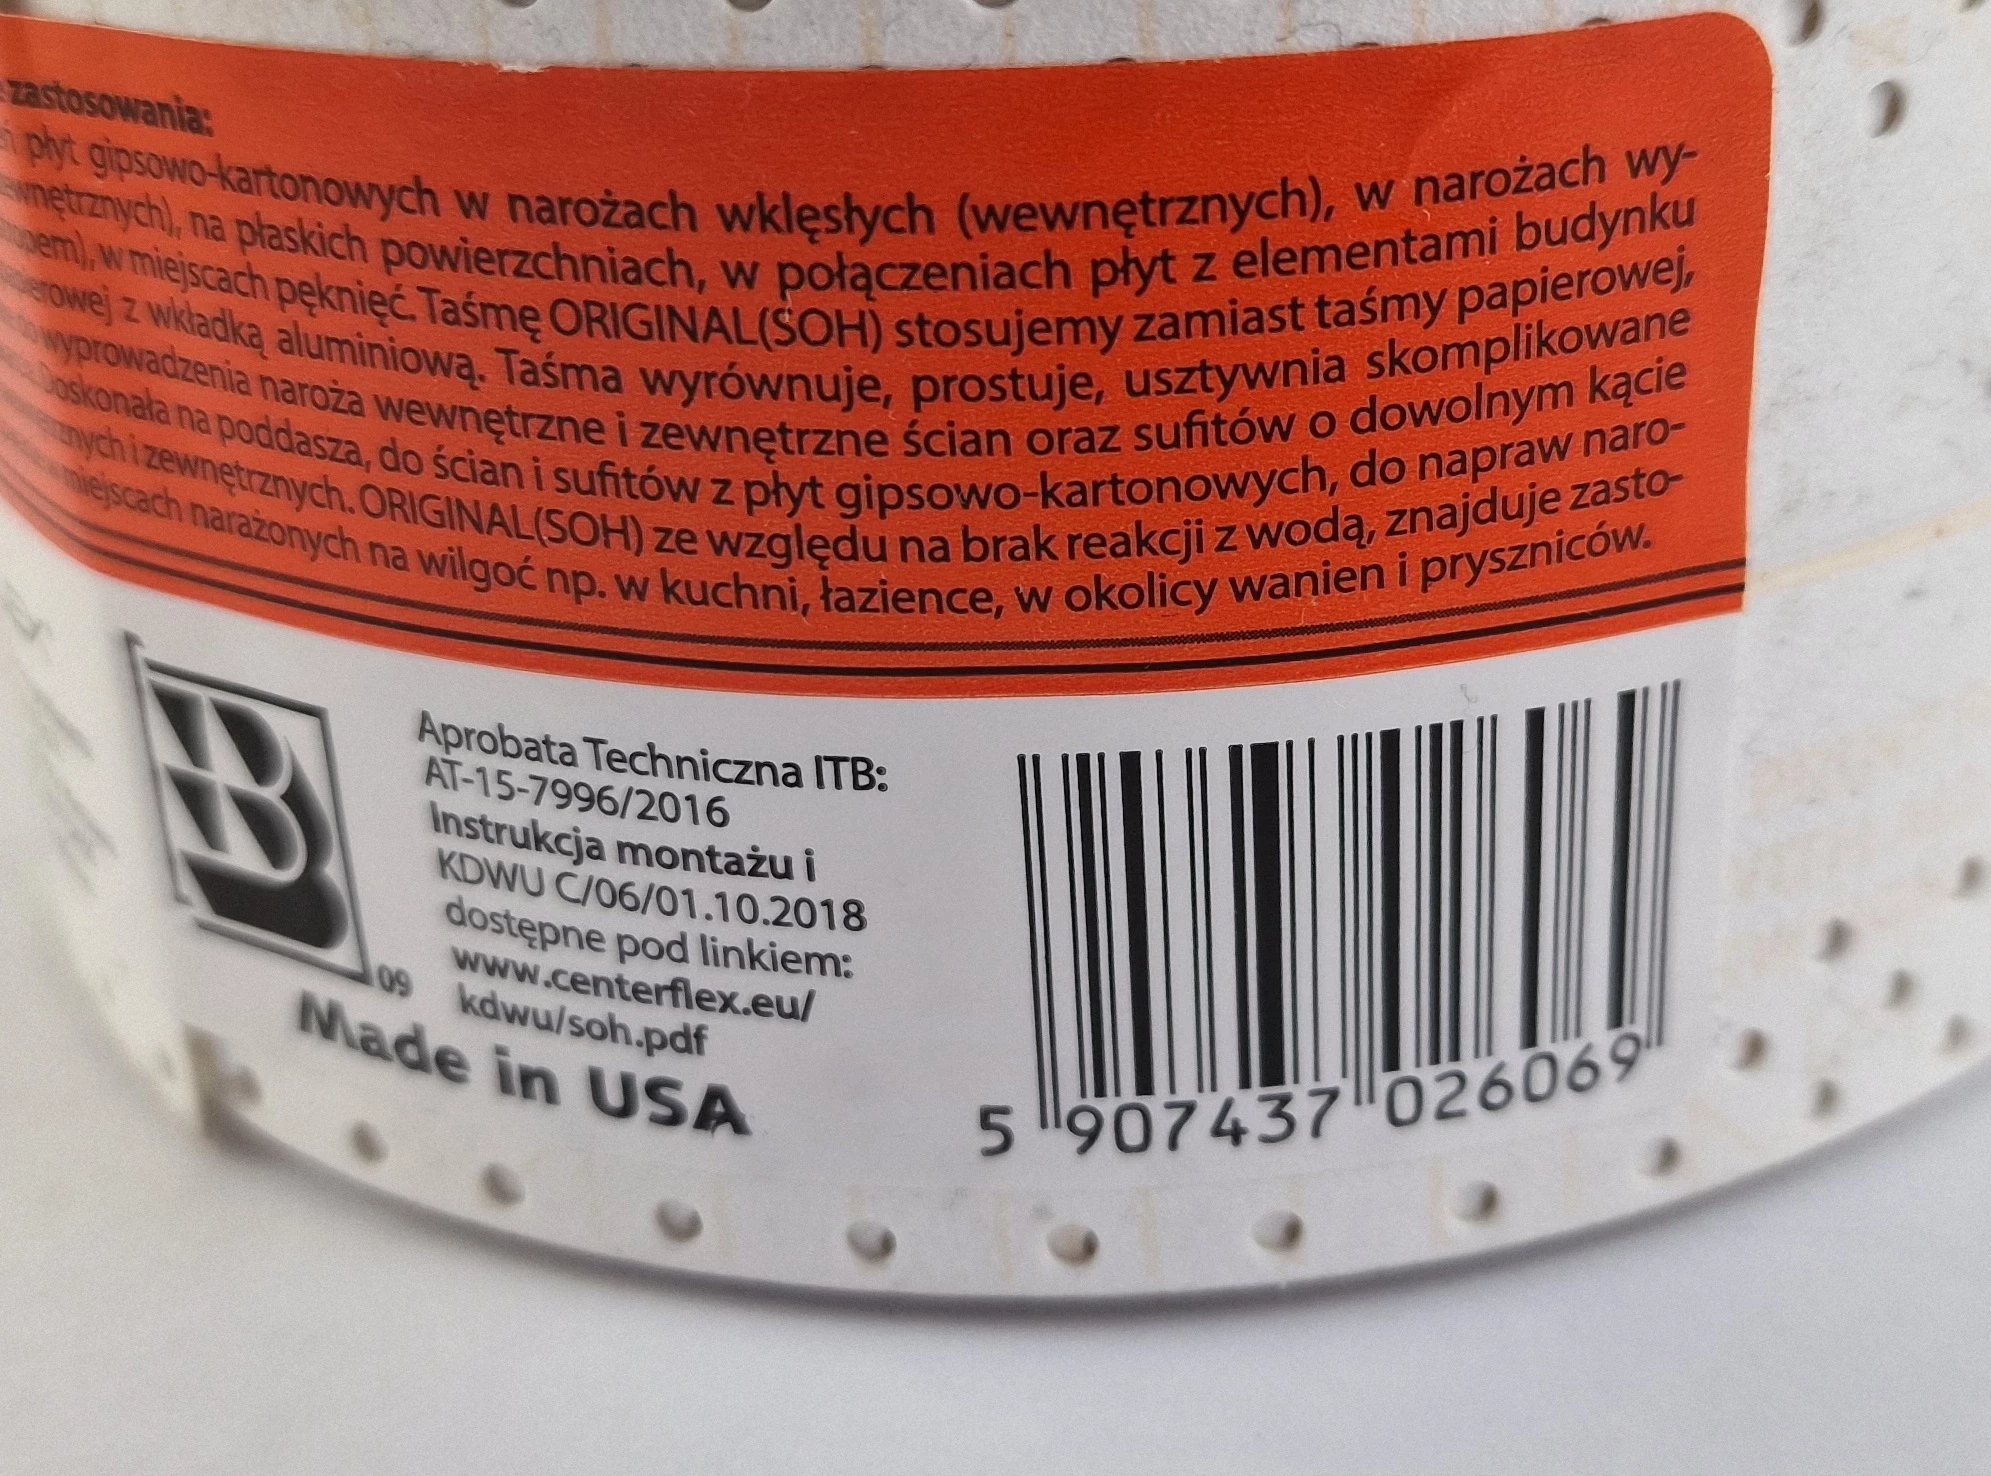 zastosowania:
płyt gipsowo-kartonowych w narożach wklęsłych (wewnętrznych), w narożach wy-
wnętrznych), na płaskich powierzchniach, w połączeniach płyt z elementami budynku
pem), w miejscach pęknięć. Taśmę ORIGINAL(SOH) stosujemy zamiast taśmy papierowej,
erowej z wkładką aluminiową. Taśma wyrównuje, prostuje, usztywnia skomplikowane
wyprowadzenia naroża wewnętrzne i zewnętrzne ścian oraz sufitów o dowolnym kącie
Doskonała na poddasza, do ścian i sufitów z płyt gipsowo-kartonowych, do napraw naro-
znych i zewnętrznych. ORIGINAL(SOH) ze względu na brak reakcji z wodą, znajduje zasto-
miejscach narażonych na wilgoć np. w kuchni, łazience, w okolicy wanien i pryszniców.
B
09
Aprobata Techniczna ITB:
AT-15-7996/2016
Instrukcja montażu i
KDWU C/06/01.10.2018
dostępne pod linkiem:
www.centerflex.eu/
kdwu/soh.pdf
Made in USA
5 907437 026069